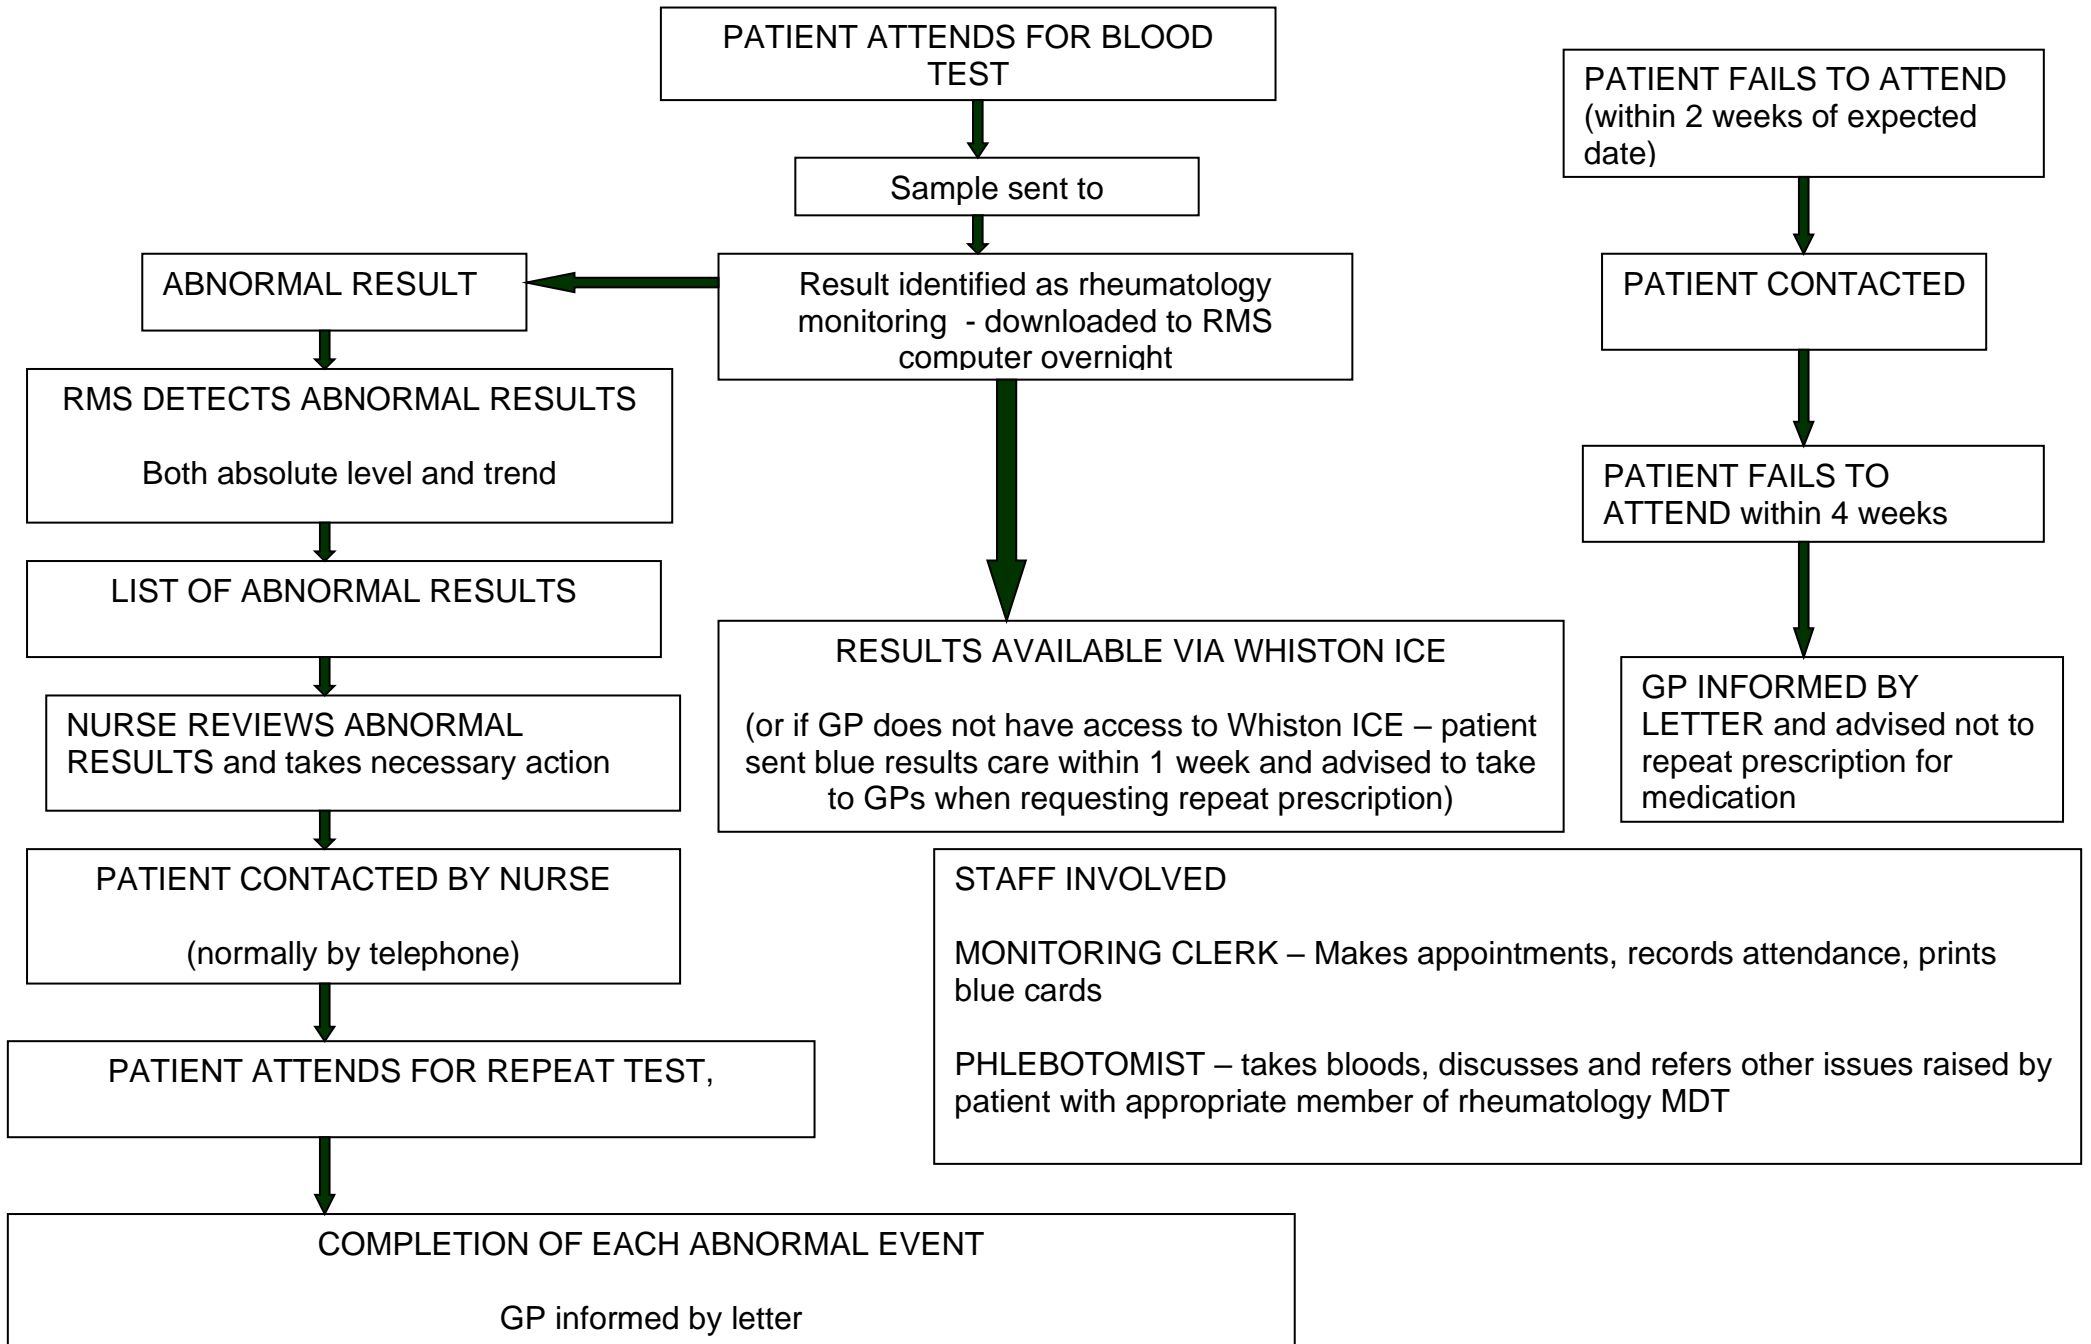 PATIENT ATTENDS FOR BLOOD
TEST
Sample sent to
Result identified as rheumatology
monitoring - downloaded to RMS
computer overnight
ABNORMAL RESULT
RMS DETECTS ABNORMAL RESULTS
Both absolute level and trend
LIST OF ABNORMAL RESULTS
NURSE REVIEWS ABNORMAL
RESULTS and takes necessary action
PATIENT CONTACTED BY NURSE
(normally by telephone)
PATIENT ATTENDS FOR REPEAT TEST,
COMPLETION OF EACH ABNORMAL EVENT
GP informed by letter
RESULTS AVAILABLE VIA WHISTON ICE
(or if GP does not have access to Whiston ICE – patient
sent blue results care within 1 week and advised to take
to GPs when requesting repeat prescription)
PATIENT FAILS TO ATTEND
(within 2 weeks of expected
date)
PATIENT CONTACTED
PATIENT FAILS TO
ATTEND within 4 weeks
GP INFORMED BY
LETTER and advised not to
repeat prescription for
medication
STAFF INVOLVED
MONITORING CLERK – Makes appointments, records attendance, prints
blue cards
PHLEBOTOMIST – takes bloods, discusses and refers other issues raised by
patient with appropriate member of rheumatology MDT